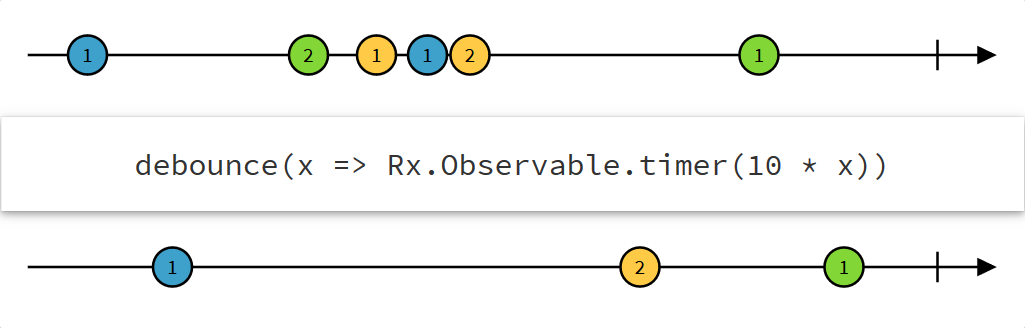 1 2 1 1 2 1
debounce(x => Rx.Observable.timer(10 * x))
1 2 1